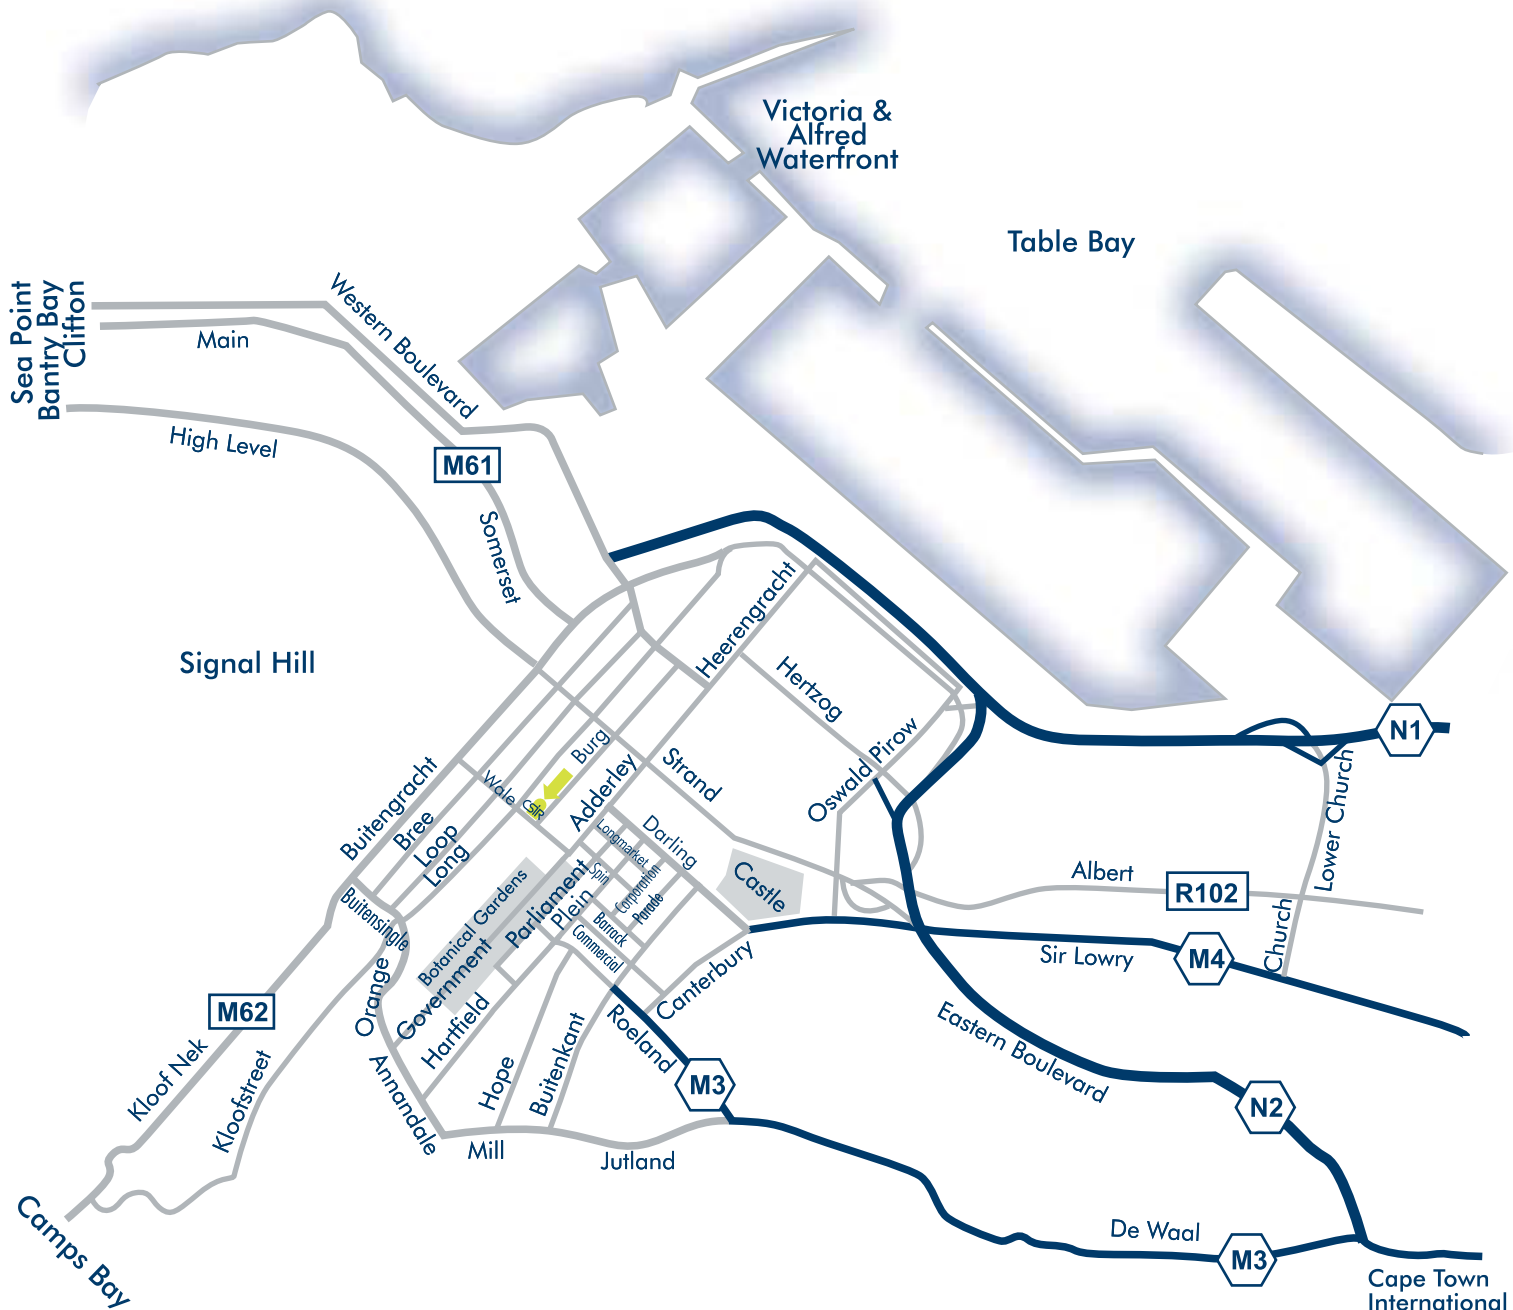 Victoria &
Alfred
Waterfront
Table Bay
Sea Point
Bantry Bay
Clifton
Western Boulevard
Main
High Level
M61
Somerset
Signal Hill
Heerengracht
Hertzog
Oswald Pirow
N1
Lower Church
Burg
Strand
Adderley
Wale
CSIR
Buitengracht
Bree
Loop
Long
Longmarket
Darling
Castle
Spin
Corporation
Parade
Albert
R102
Buitensingle
Botanical Gardens
Parliament
Plein
Barrack
Commercial
Government
Church
Sir Lowry
M4
Canterbury
Orange
Hartfield
M62
Roeland
Eastern Boulevard
Kloof Nek
Kloofstreet
Annandale
Hope
Buitenkant
M3
N2
Mill
Jutland
Camps Bay
De Waal
M3
Cape Town
International